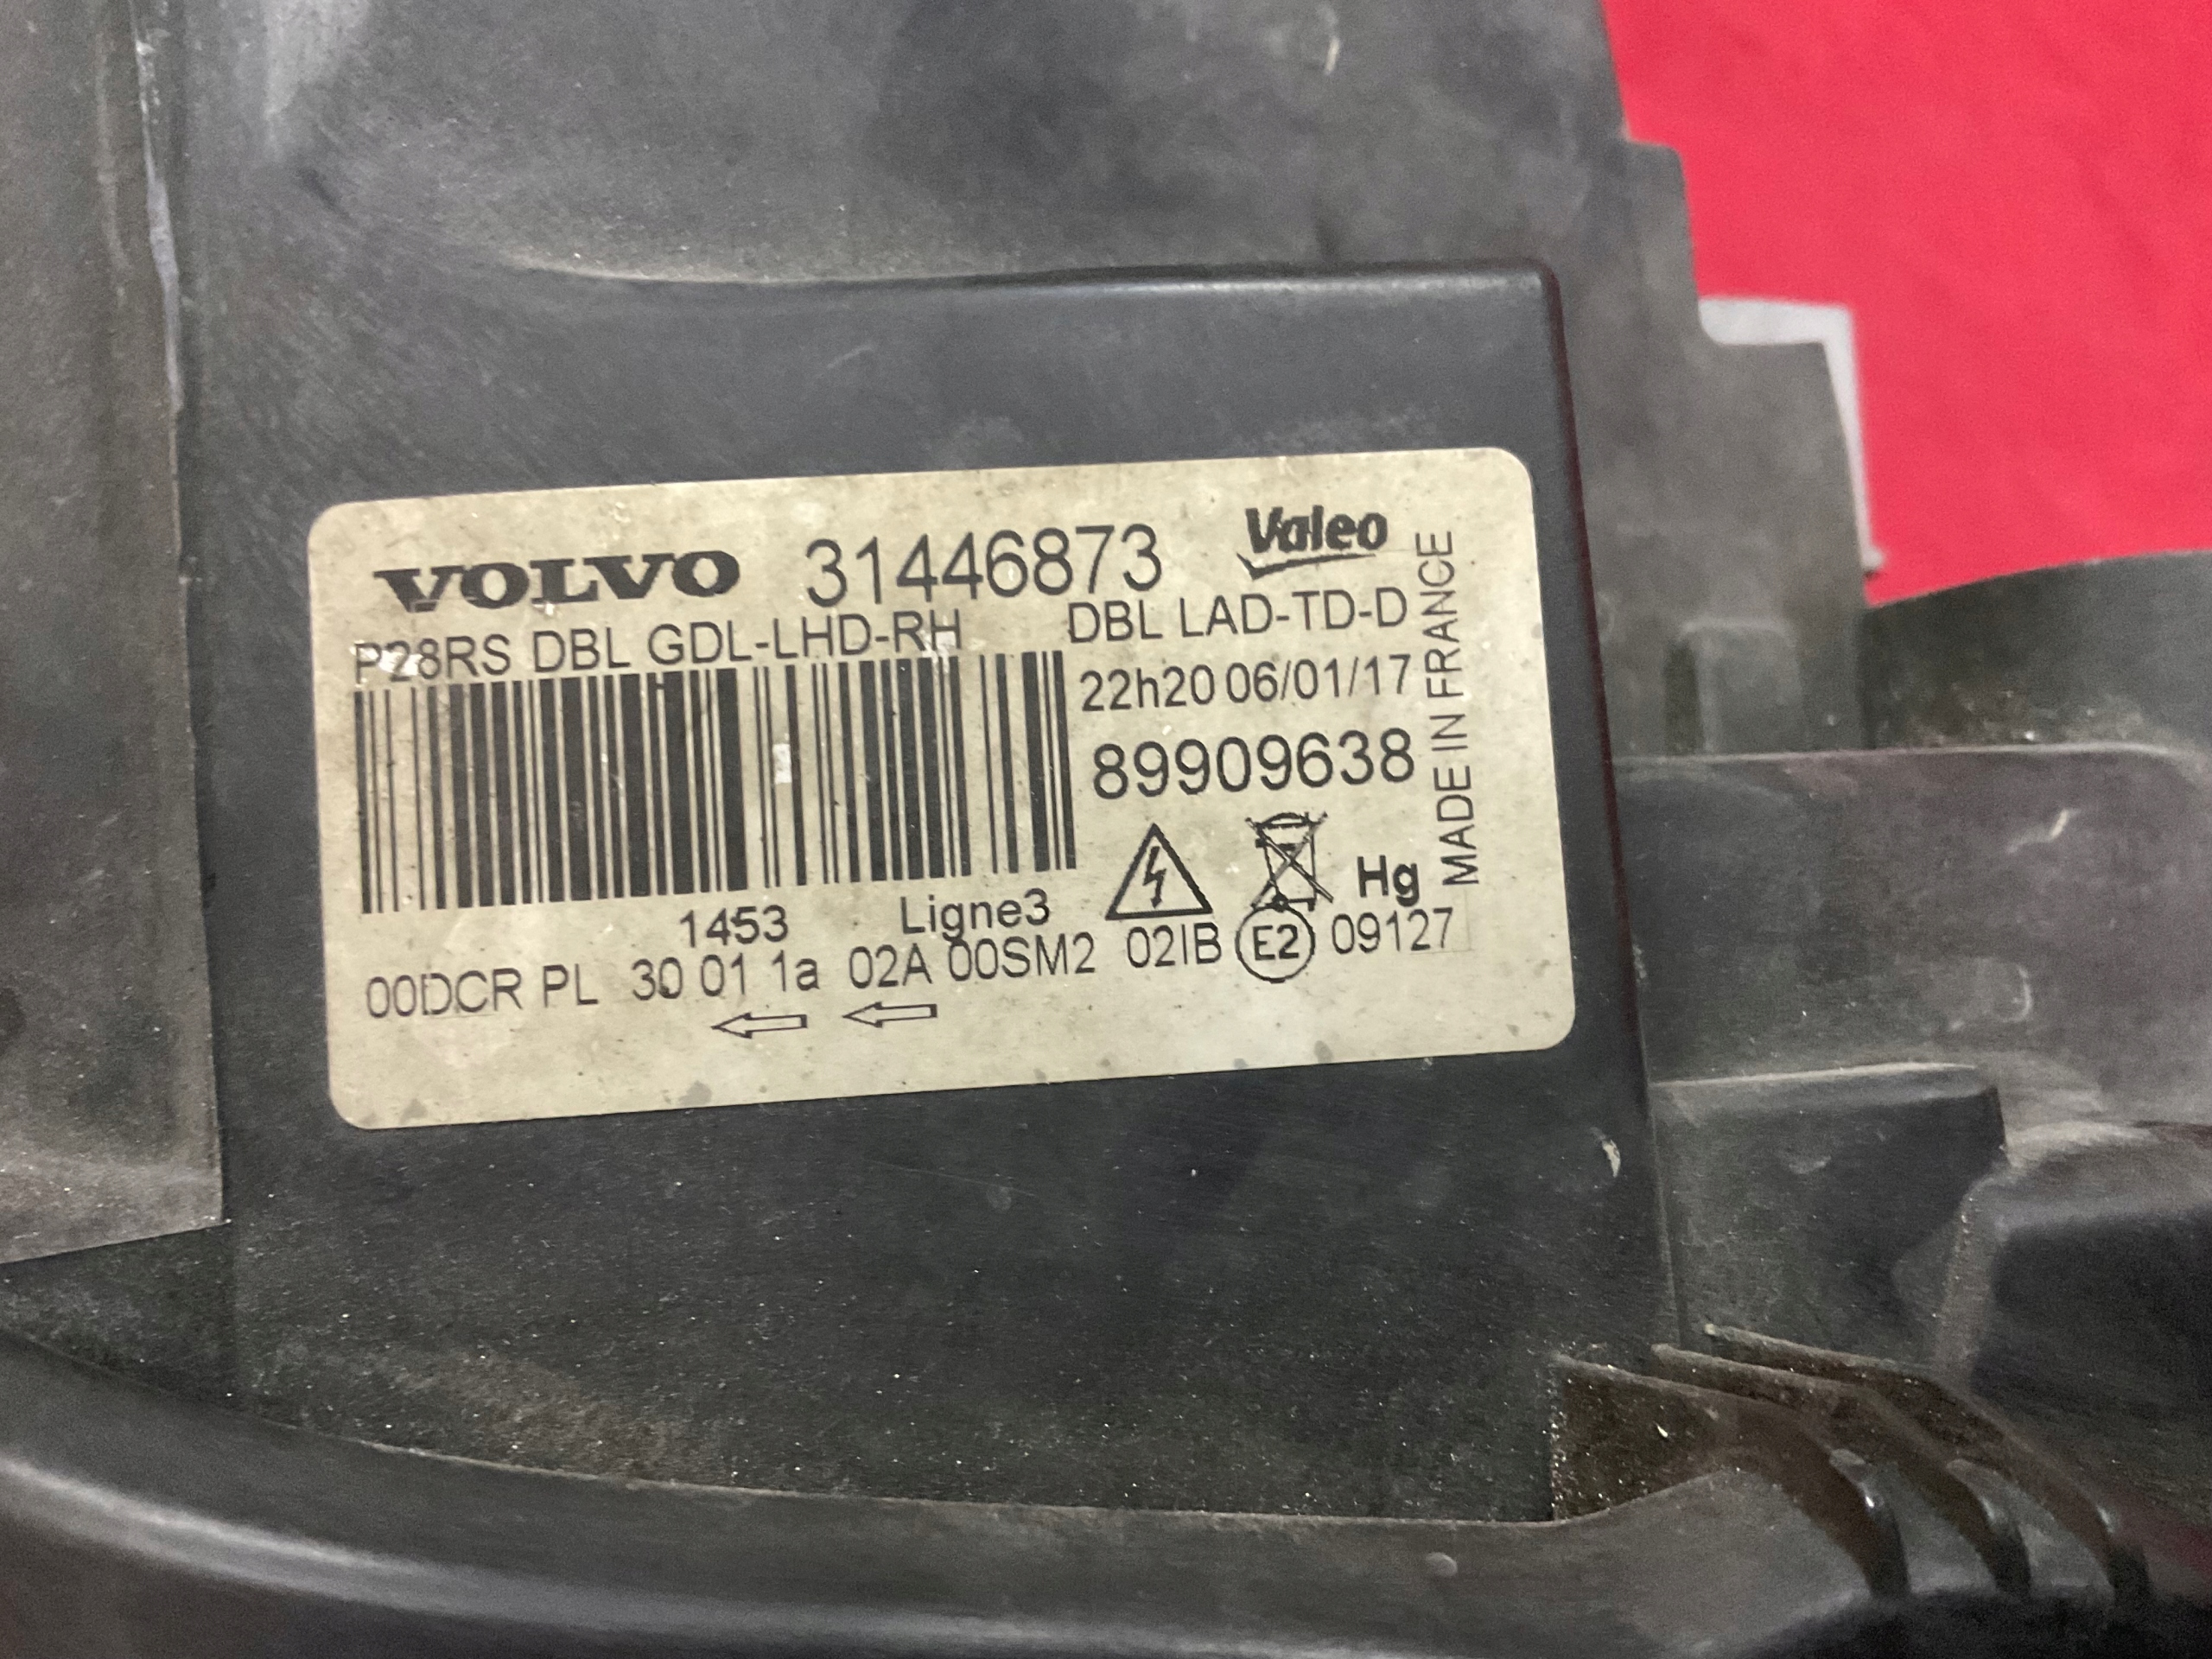 VOLVO 31446873 Valeo
P28RS DBL GDL-LHD-RH DBL LAD-TD-D
22h20 06/01/17
89909638
MADE IN FRANCE
Hg
1453 Ligne3
00DCR PL 30 01 1a 02A 00SM2 02IB E2 09127